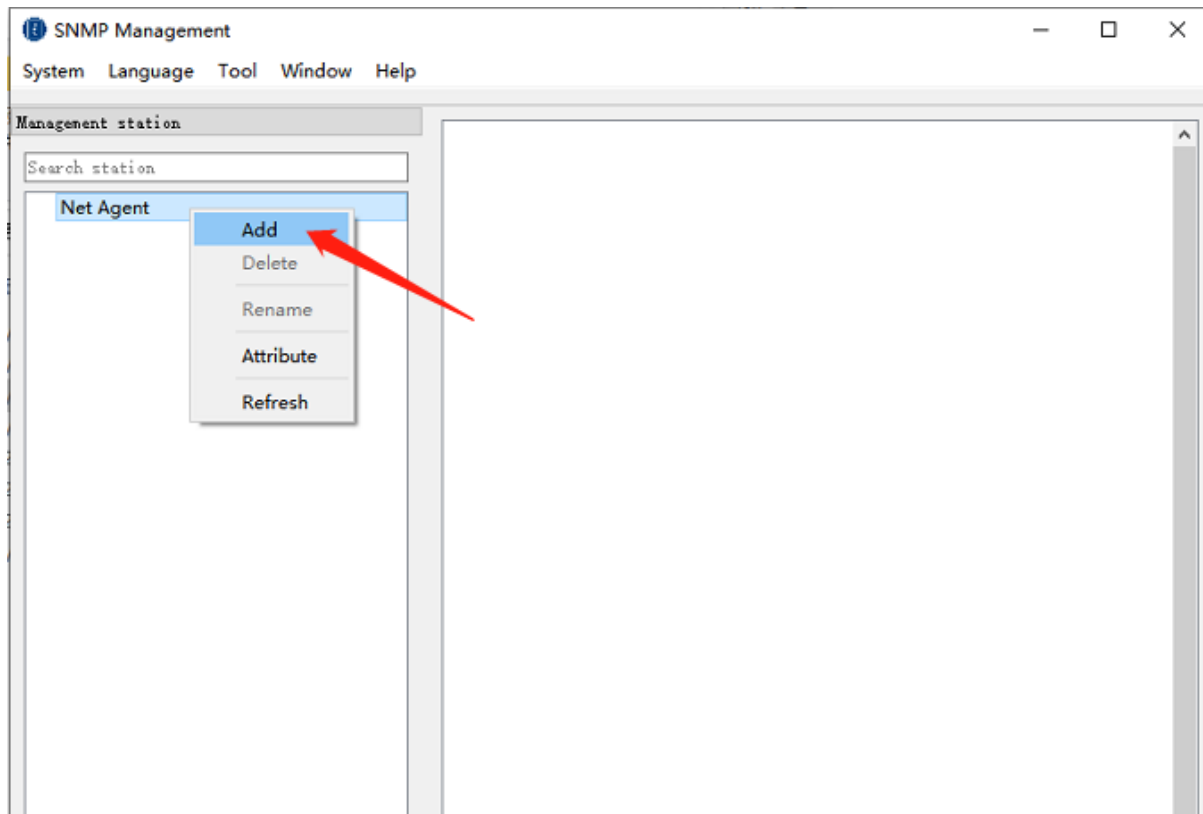 SNMP Management
System Language Tool Window Help
Management station
Search station
Net Agent
Add
Delete
Rename
Attribute
Refresh